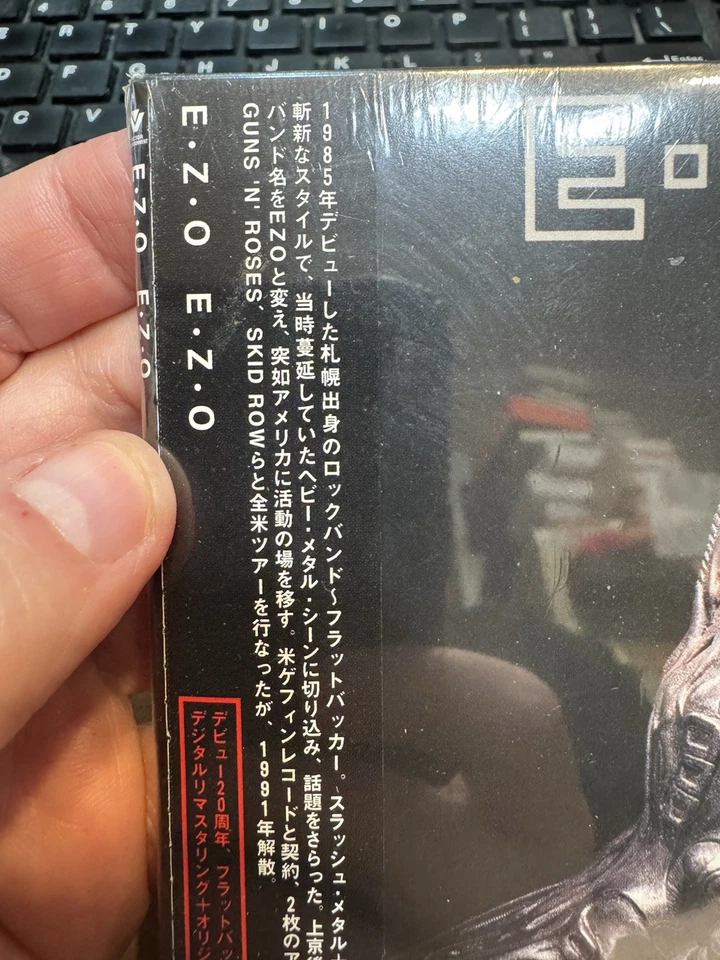 E・Z・O
E・Z・O E・Z・O
E・Z・O E・Z・O
1985年デビューした札幌出身のロックバンド〜フラットバッカー。スラッシュ・メタル+
斬新なスタイルで、当時蔓延していたヘビー・メタル・シーンに切り込み、話題をさらった。上京後
バンド名をEZOと変え、突如アメリカに活動の場を移す。米ゲフィンレコードと契約、2枚のア
GUNS 'N' ROSES、SKID ROWらと全米ツアーを行なったが、1991年解散。
デビュー20周年、フラットバッ
デジタルリマスタリング+オリジ
E
R
T
Y
U
I
O
P
D
F
G
H
J
K
L
Enter
C
V